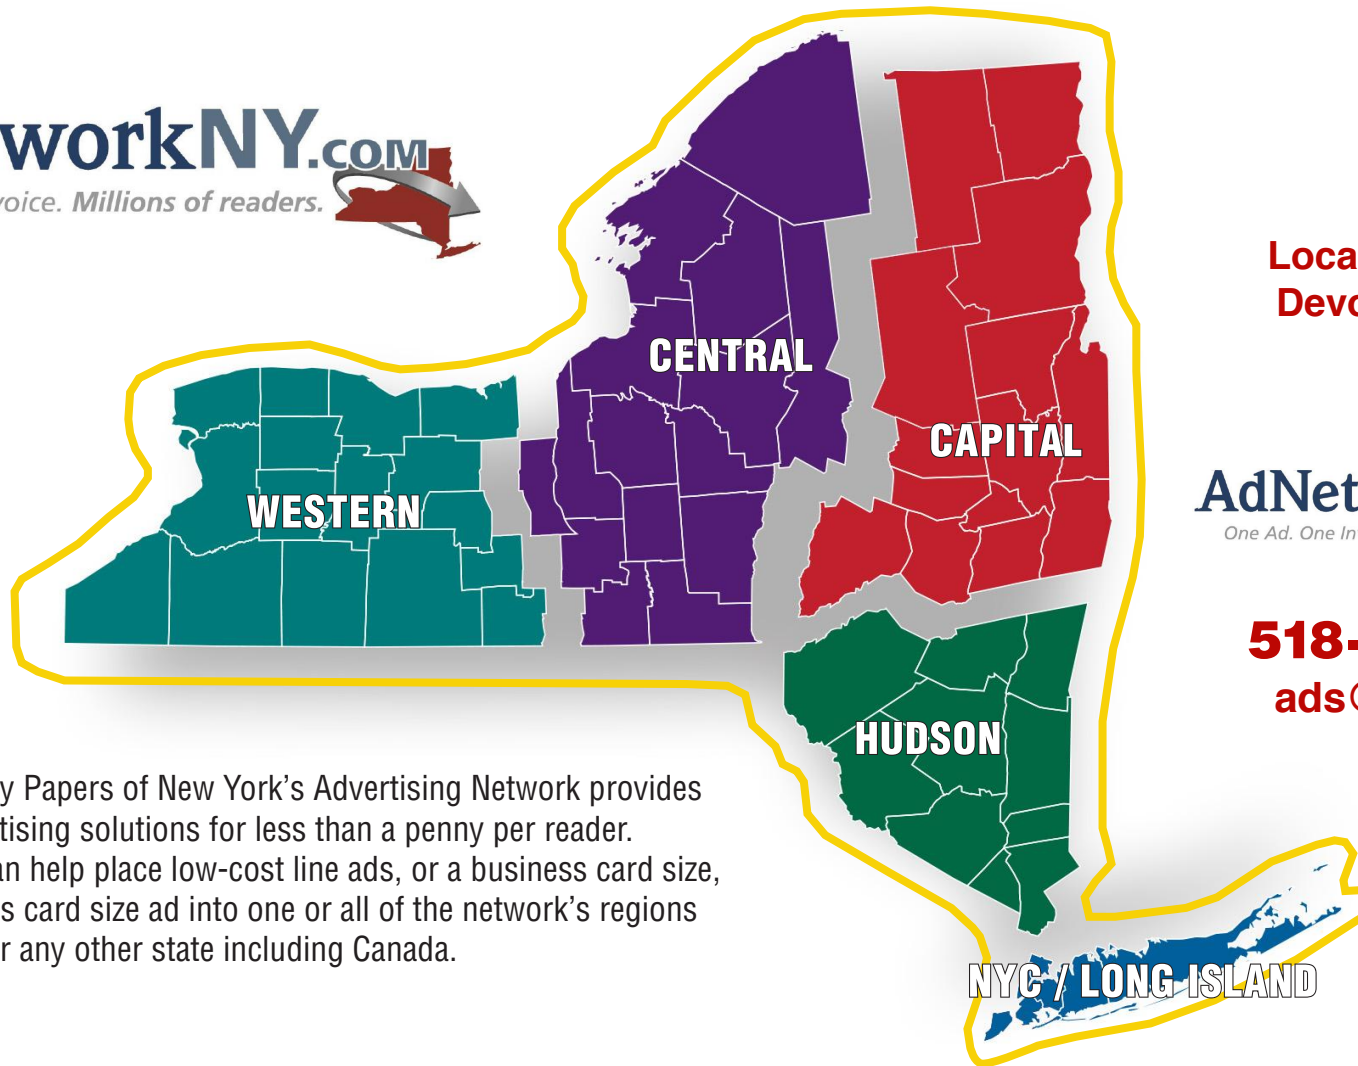 workNY.COM
voice. Millions of readers.
CENTRAL
CAPITAL
WESTERN
HUDSON
NYC / LONG ISLAND
Loca
Devo
AdNet
One Ad. One In
518-
ads@
y Papers of New York’s Advertising Network provides
tising solutions for less than a penny per reader.
an help place low-cost line ads, or a business card size,
s card size ad into one or all of the network’s regions
r any other state including Canada.